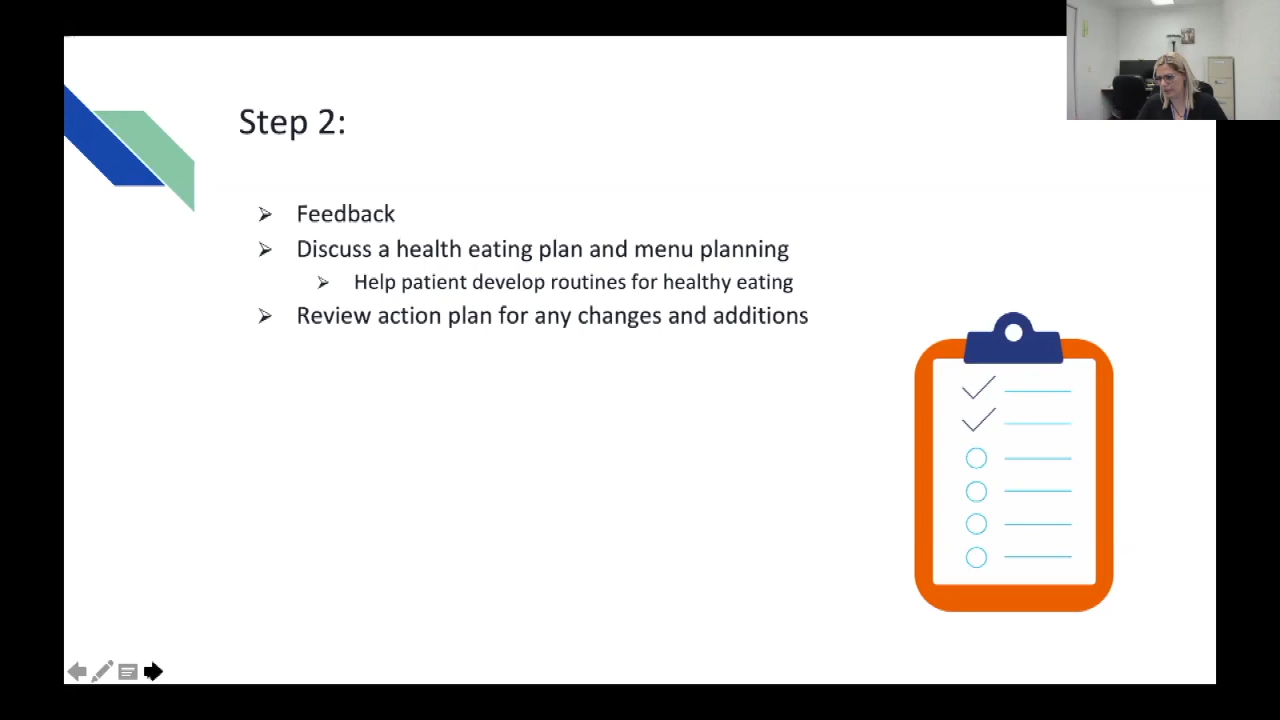 Step 2:
Feedback
Discuss a health eating plan and menu planning
Help patient develop routines for healthy eating
Review action plan for any changes and additions